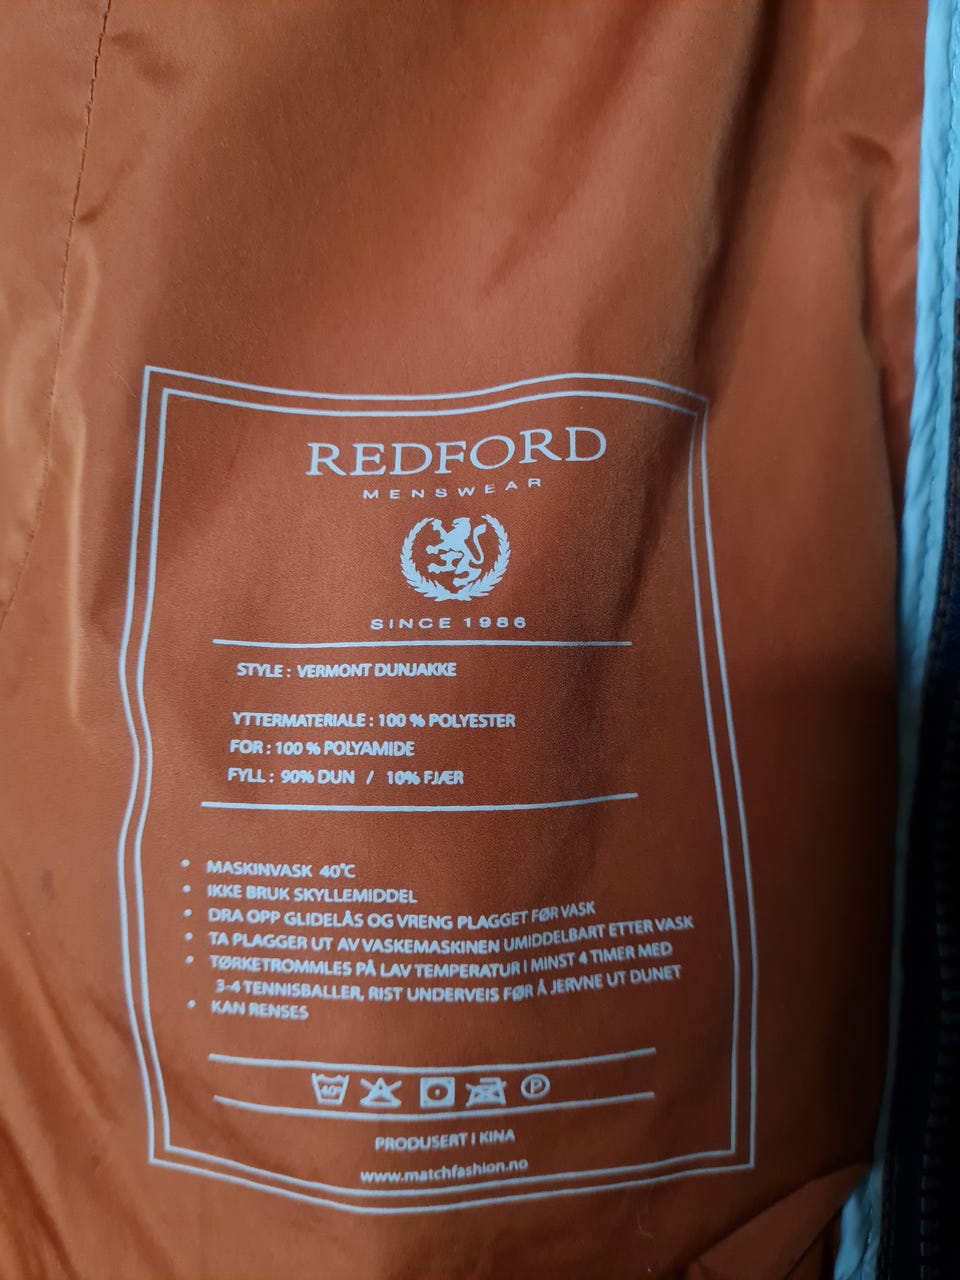 REDFORD
MENSWEAR
SINCE 1986
STYLE : VERMONT DUNJAKKE
YTTERMATERIALE : 100 % POLYESTER
FOR : 100 % POLYAMIDE
FYLL : 90% DUN / 10% FJÆR
• MASKINVASK 40°C
• IKKE BRUK SKYLLEMIDDEL
• DRA OPP GLIDELÅS OG VRENG PLAGGET FØR VASK
• TA PLAGGER UT AV VASKEMASKINEN UMIDDELBART ETTER VASK
• TØRKETROMMLES PÅ LAV TEMPERATUR I MINST 4 TIMER MED
3-4 TENNISBALLER, RIST UNDERVEIS FØR Å JERVNE UT DUNET
• KAN RENSES
40° P
PRODUSERT I KINA
www.matchfashion.no